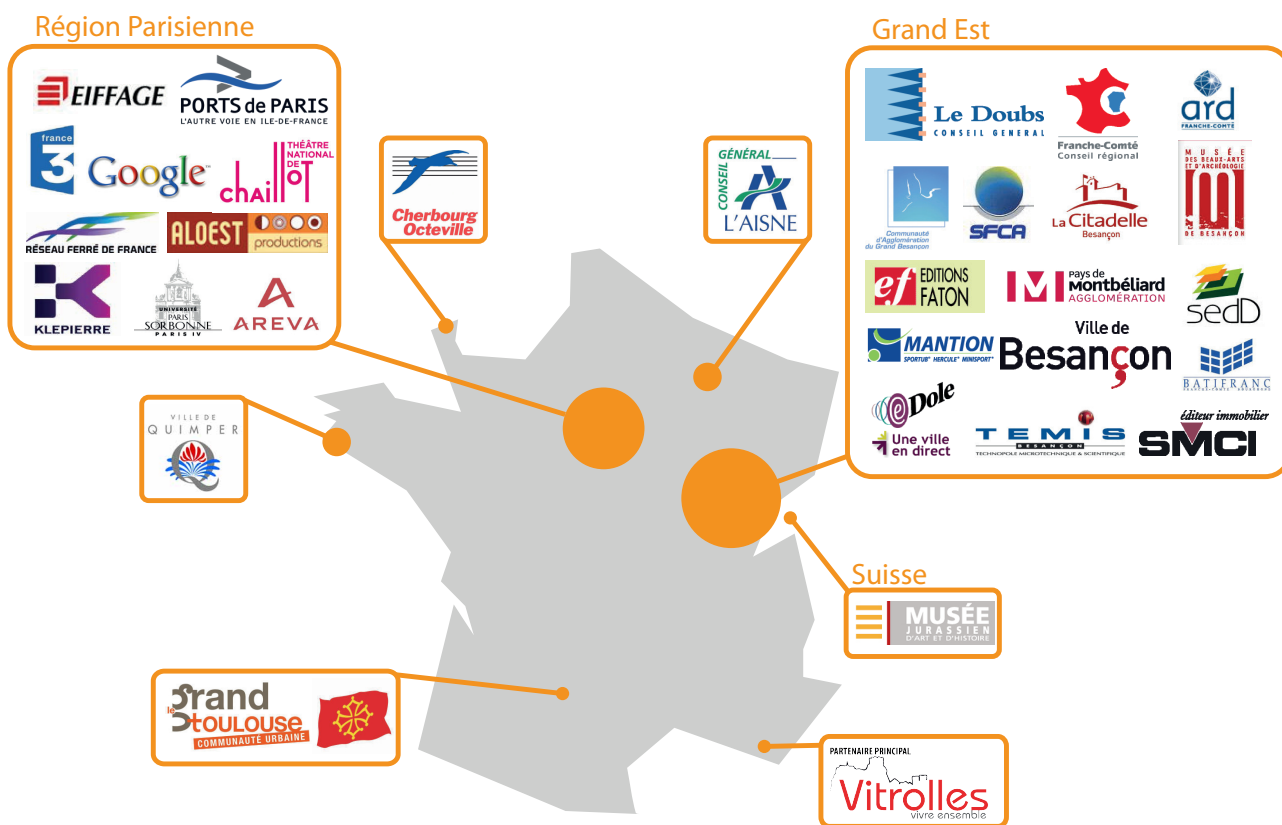 Région Parisienne
EIFFAGE
PORTS de PARIS
L'AUTRE VOIE EN ILE-DE-FRANCE
france
3
Google™
THÉÂTRE
NATIONAL
DE
chaillot
RÉSEAU FERRÉ DE FRANCE
ALOEST
productions
KLEPIERRE
UNIVERSITÉ
PARIS
SORBONNE
PARIS IV
AREVA
Cherbourg
Octeville
CONSEIL GÉNÉRAL
L'AISNE
VILLE DE
QUIMPER
Grand Est
Le Doubs
CONSEIL GENERAL
Franche-Comté
Conseil régional
ard
FRANCHE-COMTÉ
Communauté
d'Agglomération
du Grand Besançon
SFCA
La Citadelle
Besançon
MUSÉE
DES BEAUX-ARTS
ET D'ARCHÉOLOGIE
DE BESANÇON
ef EDITIONS
FATON
pays de
Montbéliard
AGGLOMÉRATION
sedD
MANTION
SPORTUB® HERCULE® MINISPORT®
Ville de
Besançon
BATIFRANC
e Dole
Une ville
en direct
TEMIS
BESANÇON
TECHNOPOLE MICROTECHNIQUE & SCIENTIFIQUE
éditeur immobilier
SMCI
Suisse
MUSÉE
JURASSIEN
D'ART ET D'HISTOIRE
le Grand
toulouse
COMMUNAUTÉ URBAINE
PARTENAIRE PRINCIPAL
Vitrolles
vivre ensemble